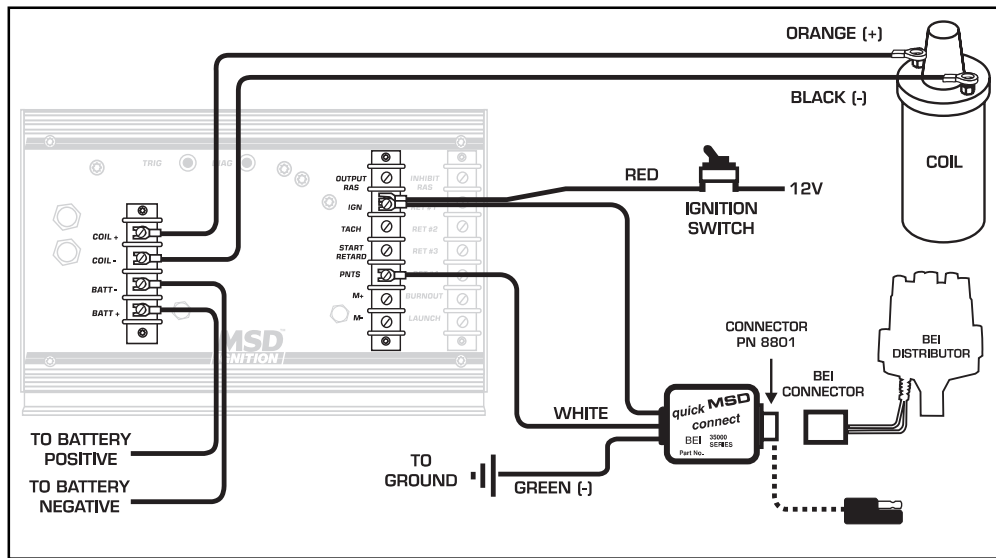 ORANGE (+)
BLACK (-)
COIL
TRIG
MAG
OUTPUT
RAS
INHIBIT
RAS
RED
12V
IGNITION
SWITCH
IGN
TACH
RET #2
START
RETARD
RET #3
PNTS
M+
BURNOUT
M-
LAUNCH
COIL +
COIL -
BATT -
BATT +
MSD™
IGNITION
CONNECTOR
PN 8801
BEI
DISTRIBUTOR
BEI
CONNECTOR
quick MSD
connect
BEI
35000
SERIES
Part No.
WHITE
TO
GROUND
GREEN (-)
TO BATTERY
POSITIVE
TO BATTERY
NEGATIVE